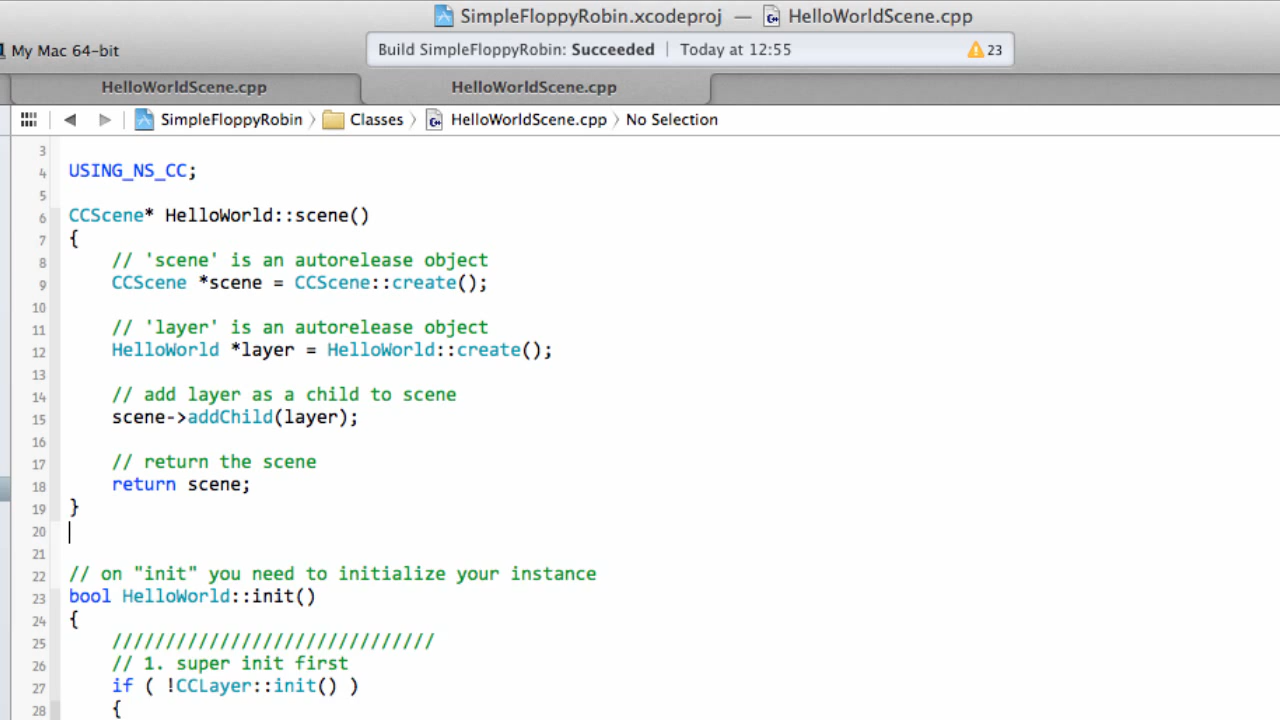 SimpleFloppyRobin.xcodeproj — HelloWorldScene.cpp
My Mac 64-bit
Build SimpleFloppyRobin: Succeeded | Today at 12:55 23
HelloWorldScene.cpp HelloWorldScene.cpp
SimpleFloppyRobin Classes HelloWorldScene.cpp No Selection
3
4 USING_NS_CC;
5
6 CCScene* HelloWorld::scene()
7 {
8 // 'scene' is an autorelease object
9 CCScene *scene = CCScene::create();
10
11 // 'layer' is an autorelease object
12 HelloWorld *layer = HelloWorld::create();
13
14 // add layer as a child to scene
15 scene->addChild(layer);
16
17 // return the scene
18 return scene;
19 }
20
21
22 // on "init" you need to initialize your instance
23 bool HelloWorld::init()
24 {
25 //////////////////////////////
26 // 1. super init first
27 if ( !CCLayer::init() )
28 {